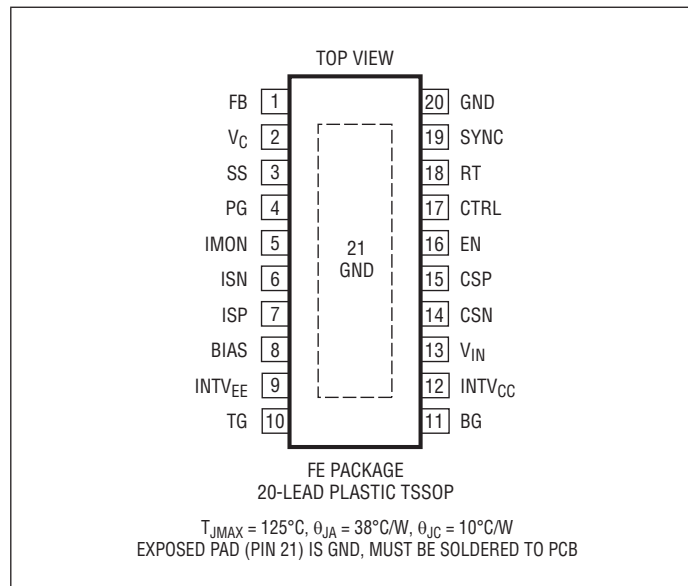 TOP VIEW
FB 1
VC 2
SS 3
PG 4
IMON 5
ISN 6
ISP 7
BIAS 8
INTVEE 9
TG 10
20 GND
19 SYNC
18 RT
17 CTRL
16 EN
15 CSP
14 CSN
13 VIN
12 INTVCC
11 BG
21
GND
FE PACKAGE
20-LEAD PLASTIC TSSOP
TJMAX = 125°C, θJA = 38°C/W, θJC = 10°C/W
EXPOSED PAD (PIN 21) IS GND, MUST BE SOLDERED TO PCB